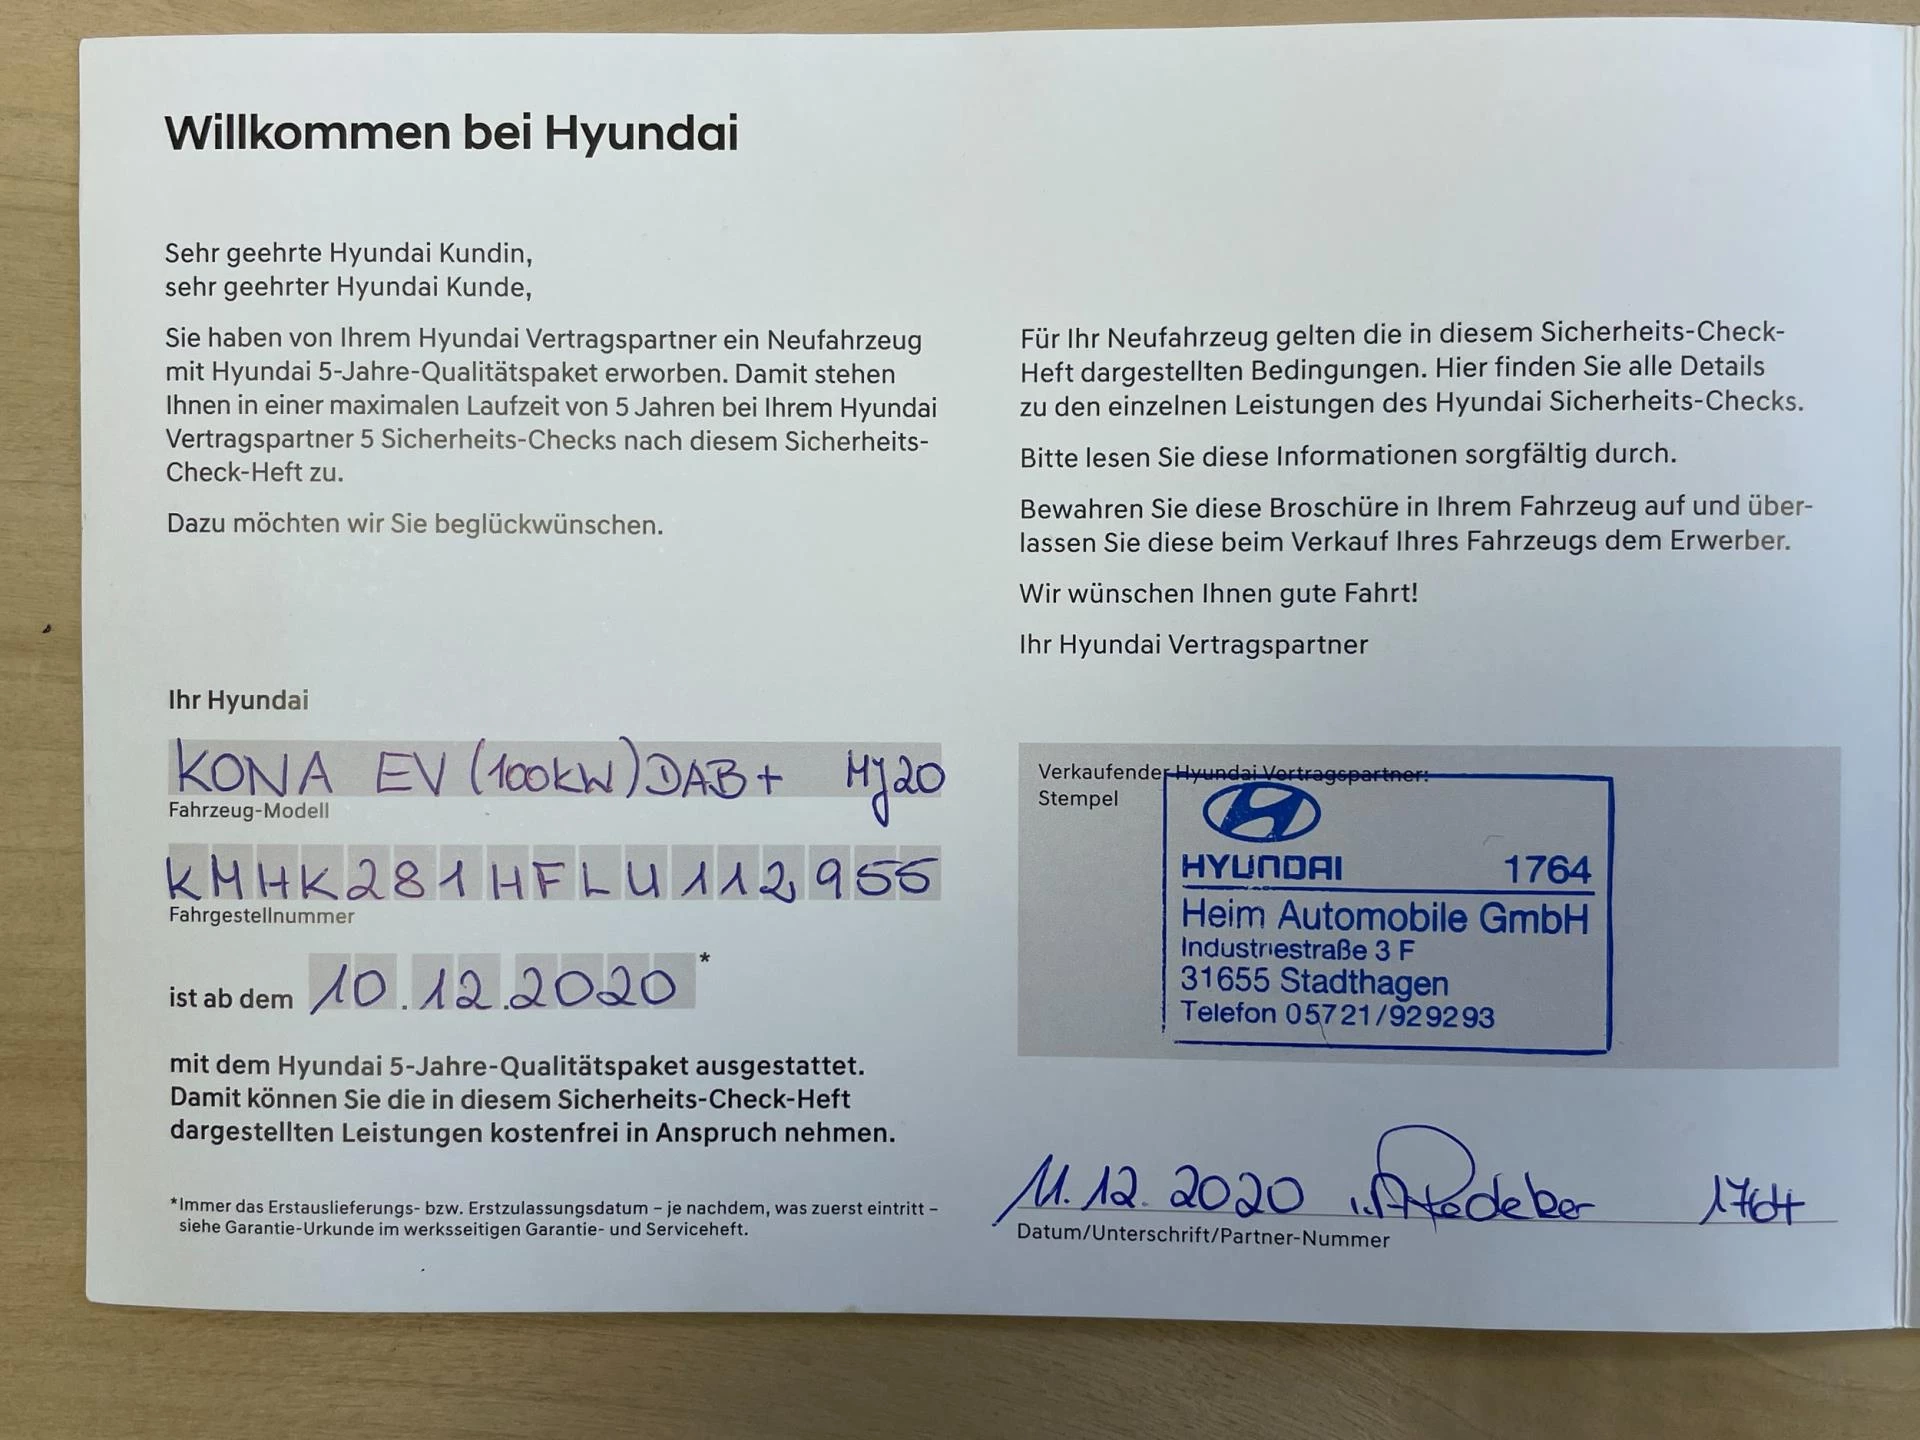 Willkommen bei Hyundai
Sehr geehrte Hyundai Kundin,
sehr geehrter Hyundai Kunde,
Sie haben von Ihrem Hyundai Vertragspartner ein Neufahrzeug
mit Hyundai 5-Jahre-Qualitätspaket erworben. Damit stehen
Ihnen in einer maximalen Laufzeit von 5 Jahren bei Ihrem Hyundai
Vertragspartner 5 Sicherheits-Checks nach diesem Sicherheits-
Check-Heft zu.
Dazu möchten wir Sie beglückwünschen.
Ihr Hyundai
KONA EV (100KW) DAB+ MJ20
Fahrzeug-Modell
KMHK281HFLU112955
Fahrgestellnummer
ist ab dem 10.12.2020*
mit dem Hyundai 5-Jahre-Qualitätspaket ausgestattet.
Damit können Sie die in diesem Sicherheits-Check-Heft
dargestellten Leistungen kostenfrei in Anspruch nehmen.
*Immer das Erstauslieferungs- bzw. Erstzulassungsdatum – je nachdem, was zuerst eintritt –
siehe Garantie-Urkunde im werksseitigen Garantie- und Serviceheft.
Für Ihr Neufahrzeug gelten die in diesem Sicherheits-Check-
Heft dargestellten Bedingungen. Hier finden Sie alle Details
zu den einzelnen Leistungen des Hyundai Sicherheits-Checks.
Bitte lesen Sie diese Informationen sorgfältig durch.
Bewahren Sie diese Broschüre in Ihrem Fahrzeug auf und über-
lassen Sie diese beim Verkauf Ihres Fahrzeugs dem Erwerber.
Wir wünschen Ihnen gute Fahrt!
Ihr Hyundai Vertragspartner
Verkaufender Hyundai Vertragspartner:
Stempel
HYUNDAI 1764
Heim Automobile GmbH
Industriestraße 3 F
31655 Stadthagen
Telefon 05721/929293
11.12.2020 1764
Datum/Unterschrift/Partner-Nummer